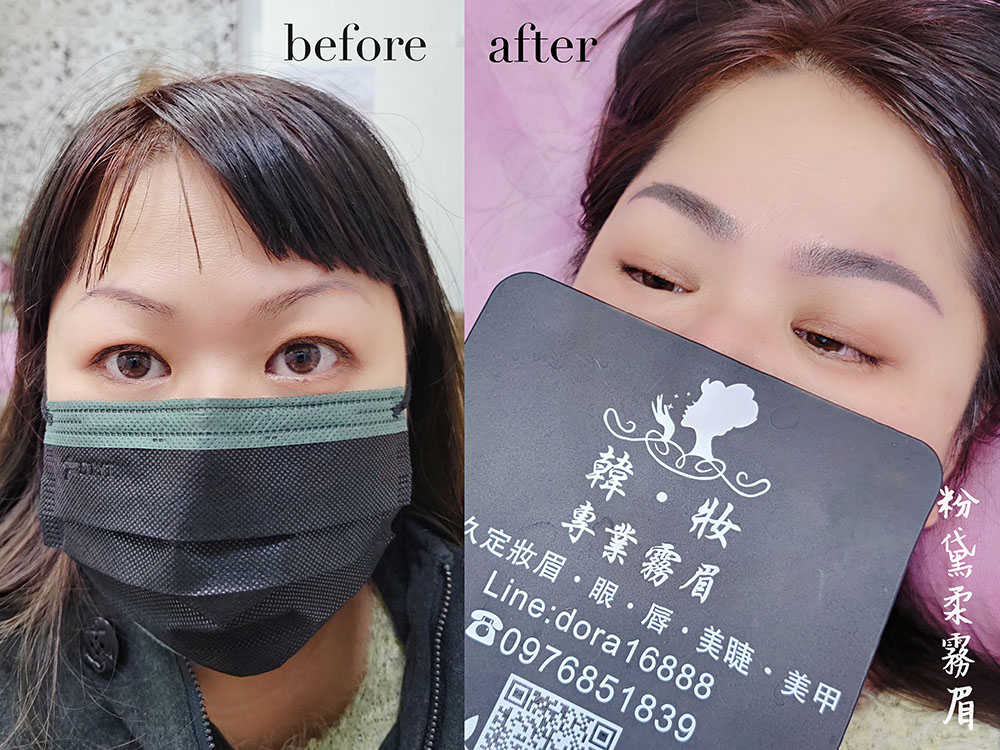 before
after
韓・妝
專業霧眉
久定妝眉・眼・唇・美睫・美甲
Line:dora16888
☎0976851839
粉黛柔霧眉